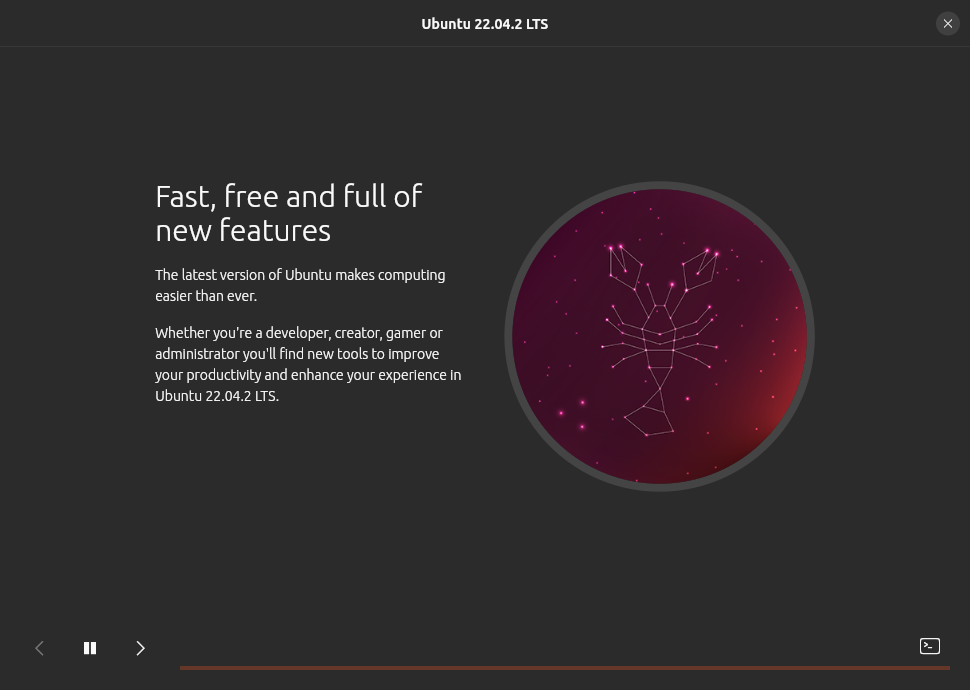 Ubuntu 22.04.2 LTS
Fast, free and full of
new features
The latest version of Ubuntu makes computing
easier than ever.
Whether you're a developer, creator, gamer or
administrator you'll find new tools to improve
your productivity and enhance your experience in
Ubuntu 22.04.2 LTS.